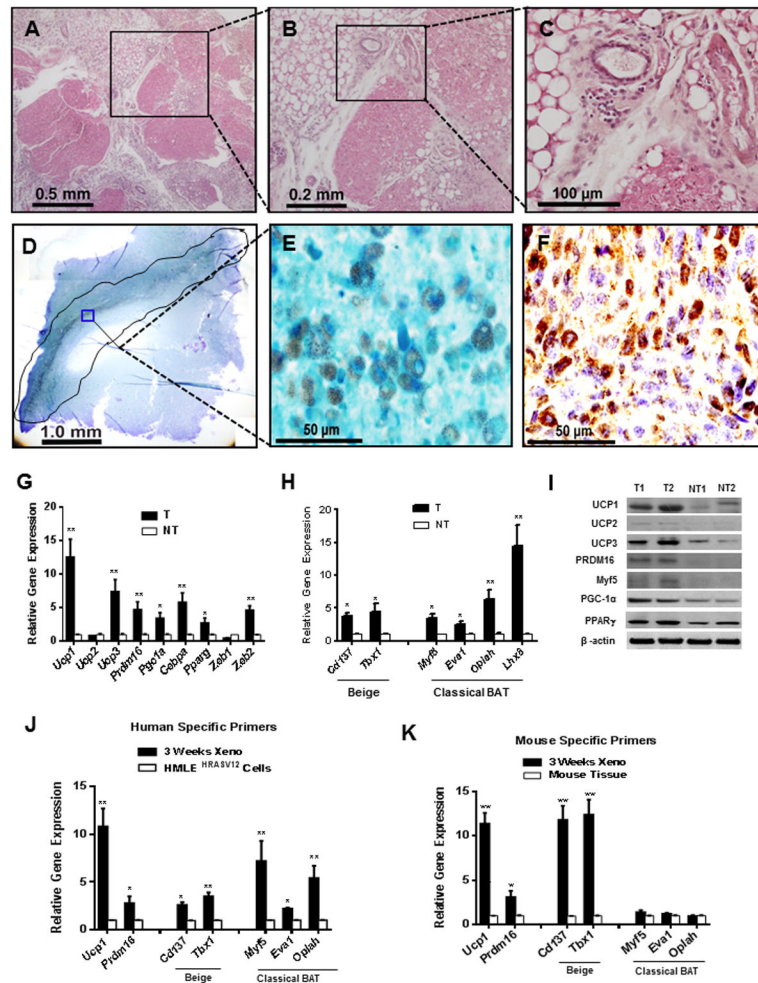 A
B
C
0.5 mm
0.2 mm
100 µm
D
E
F
1.0 mm
50 µm
50 µm
G
T
NT
Relative Gene Expression
20
15
10
5
0
** ** ** * ** * **
Ucp1 Ucp2 Ucp3 Prdm16 Pgc1a Cebpa Pparg Zeb1 Zeb2
H
T
NT
Relative Gene Expression
20
15
10
5
0
* * * * ** **
Cd137 Tbx1 Myf5 Eva1 Oplah Lhx8
Beige
Classical BAT
I
T1 T2 NT1 NT2
UCP1
UCP2
UCP3
PRDM16
Myf5
PGC-1α
PPARγ
β-actin
J
Human Specific Primers
3 Weeks Xeno
HMLE HRASV12 Cells
Relative Gene Expression
15
10
5
0
** * * ** ** * **
Ucp1 Prdm16 Cd137 Tbx1 Myf5 Eva1 Oplah
Beige
Classical BAT
K
Mouse Specific Primers
3 Weeks Xeno
Mouse Tissue
Relative Gene Expression
15
10
5
0
ww w ww ww
Ucp1 Prdm16 Cd137 Tbx1 Myf5 Eva1 Oplah
Beige
Classical BAT